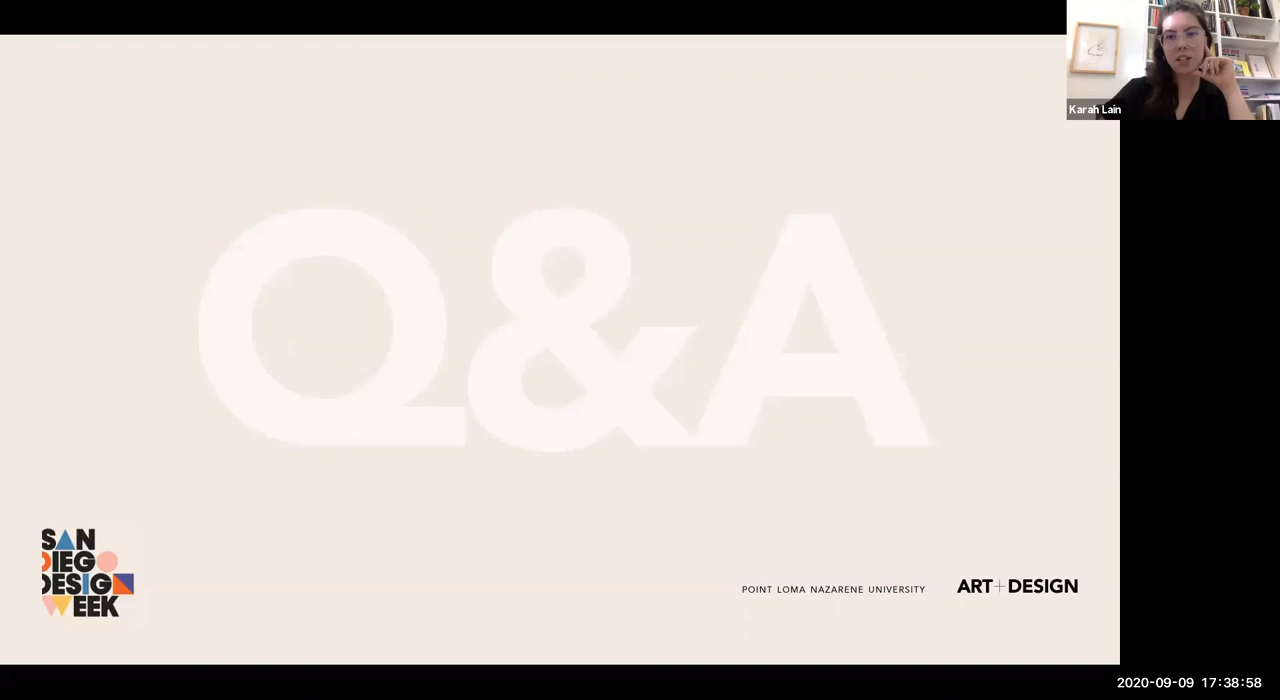 Karah Lain
Q&A
SAN
DIEGO
DESIGN
WEEK
POINT LOMA NAZARENE UNIVERSITY
ART+DESIGN
2020-09-09 17:38:58